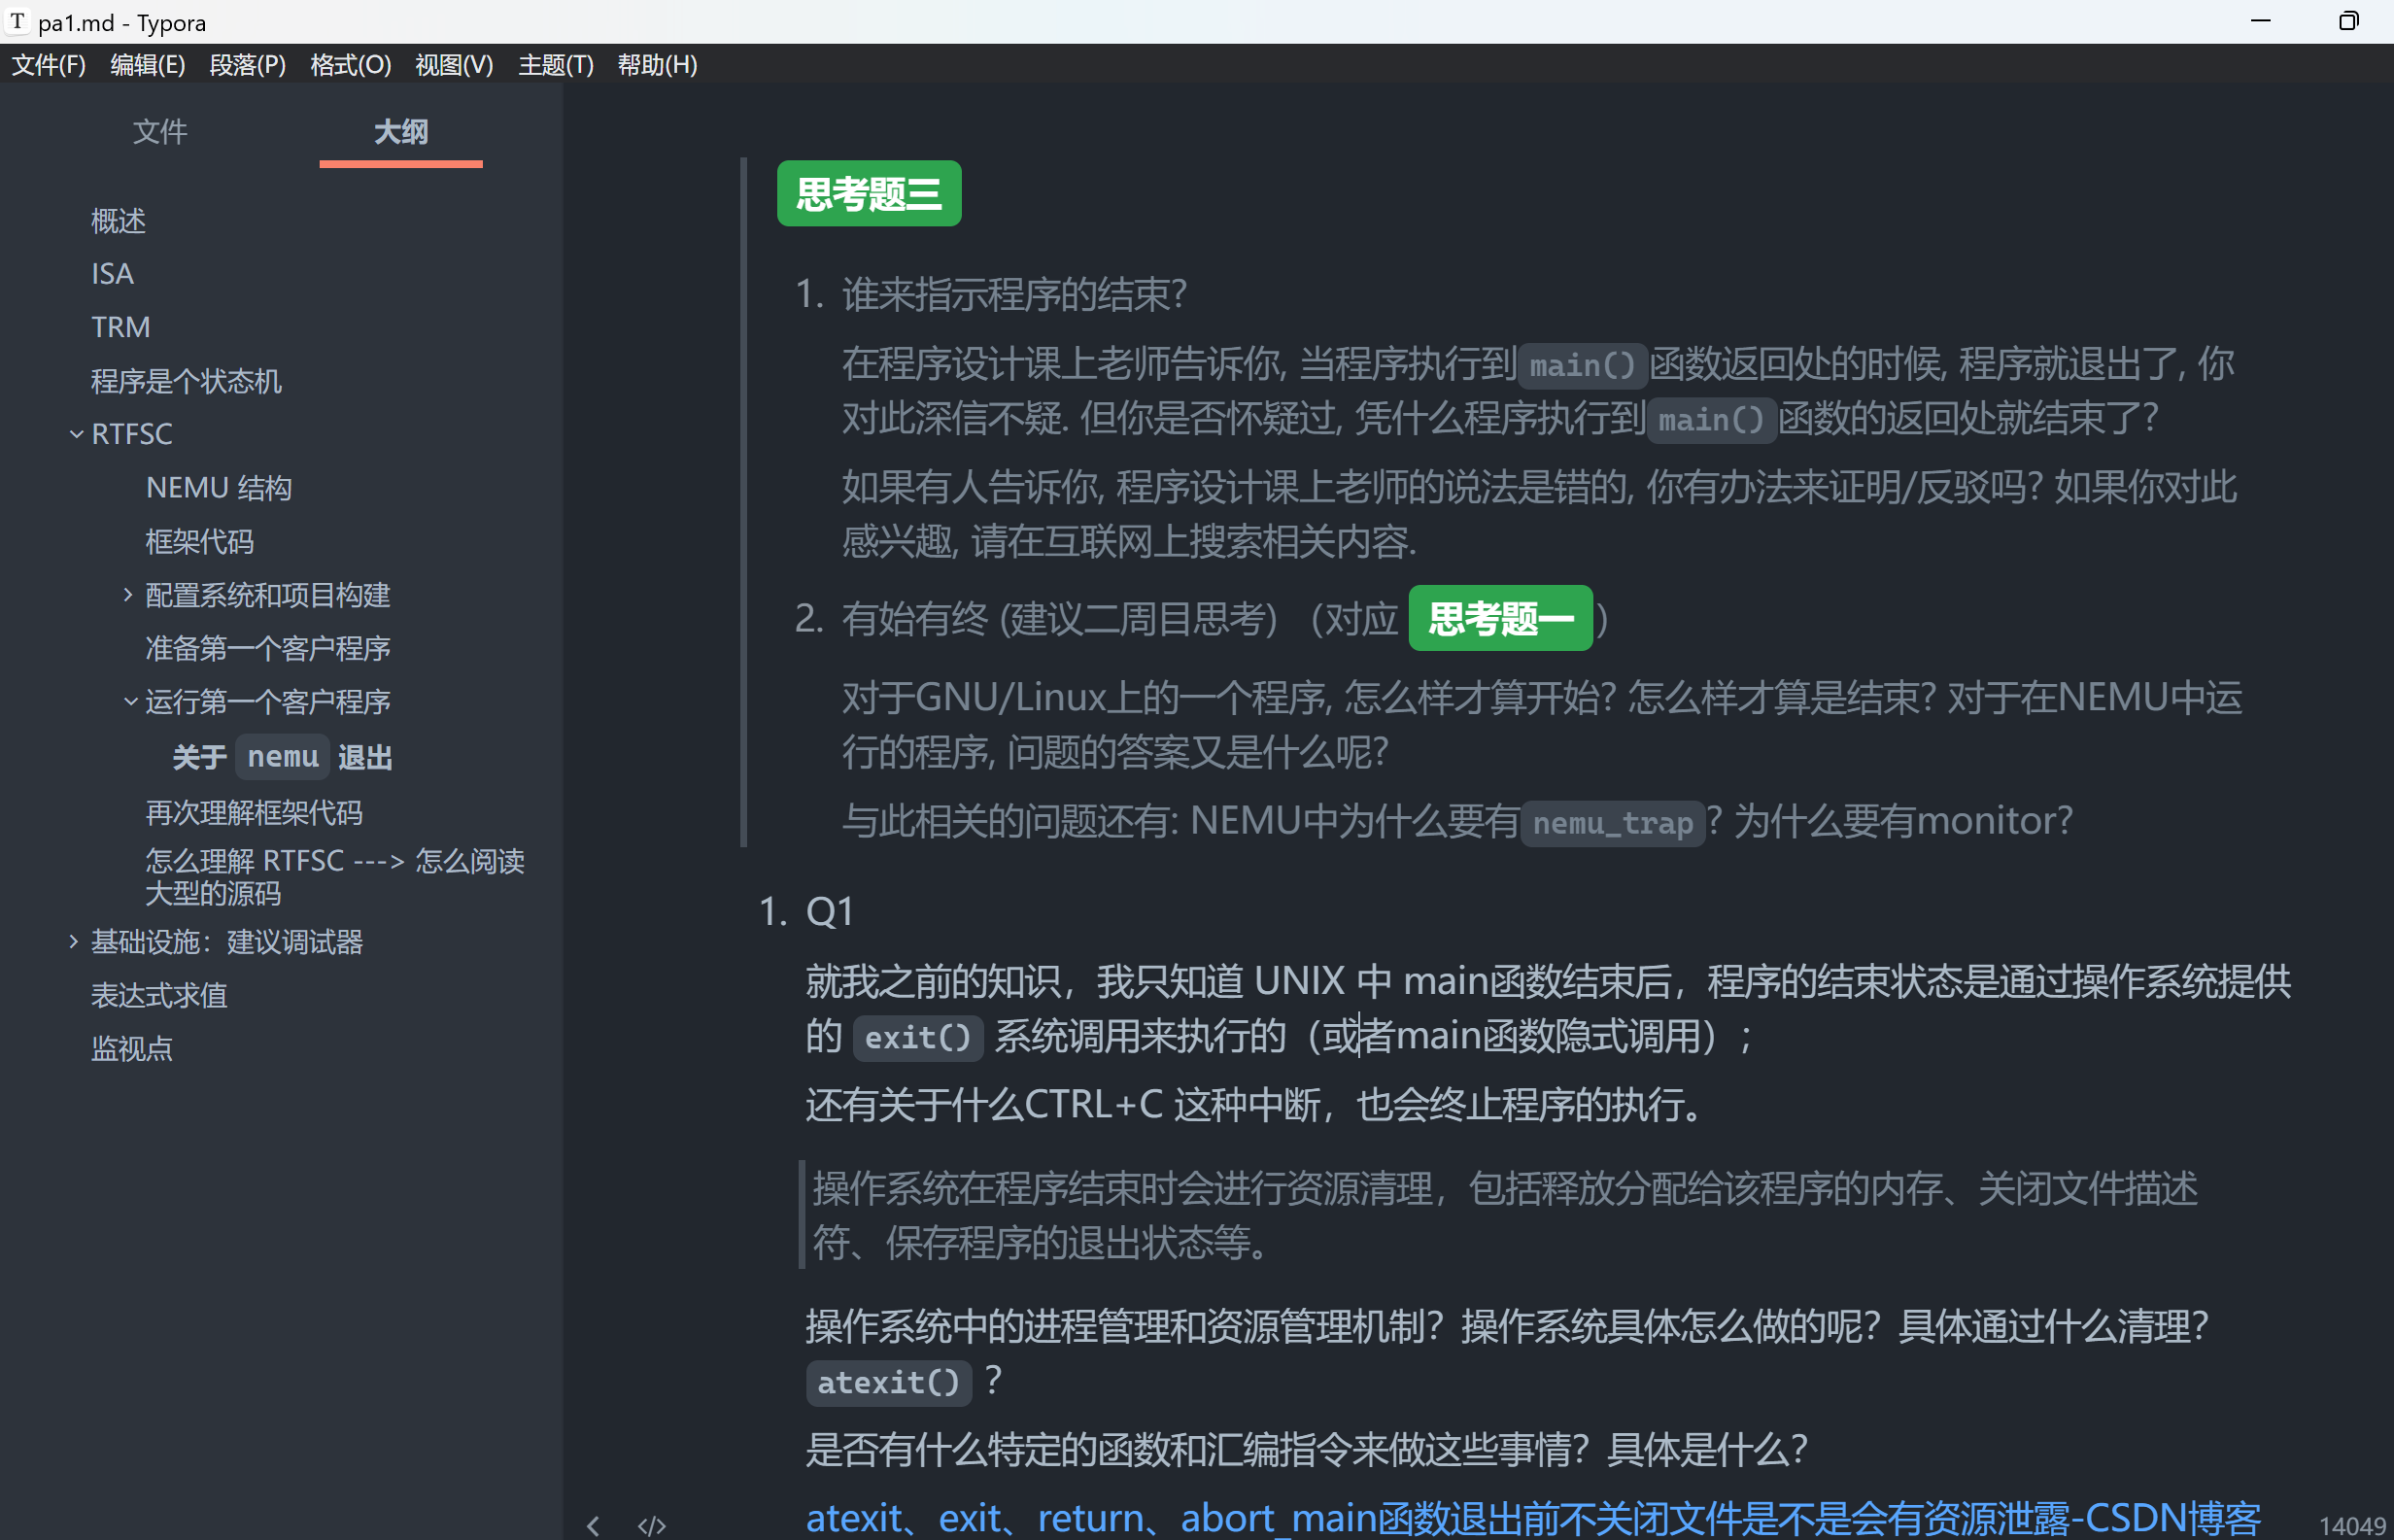 pa1.md - Typora
文件(F) 编辑(E) 段落(P) 格式(O) 视图(V) 主题(T) 帮助(H)
文件 大纲
概述
ISA
TRM
程序是个状态机
RTFSC
NEMU 结构
框架代码
配置系统和项目构建
准备第一个客户程序
运行第一个客户程序
关于 nemu 退出
再次理解框架代码
怎么理解 RTFSC ---> 怎么阅读
大型的源码
基础设施：建议调试器
表达式求值
监视点
思考题三
1. 谁来指示程序的结束?
在程序设计课上老师告诉你, 当程序执行到main()函数返回处的时候, 程序就退出了, 你
对此深信不疑. 但你是否怀疑过, 凭什么程序执行到main()函数的返回处就结束了?
如果有人告诉你, 程序设计课上老师的说法是错的, 你有办法来证明/反驳吗? 如果你对此
感兴趣, 请在互联网上搜索相关内容.
2. 有始有终 (建议二周目思考) （对应 思考题一）
对于GNU/Linux上的一个程序, 怎么样才算开始? 怎么样才算是结束? 对于在NEMU中运
行的程序, 问题的答案又是什么呢?
与此相关的问题还有: NEMU中为什么要有nemu_trap? 为什么要有monitor?
1. Q1
就我之前的知识，我只知道 UNIX 中 main函数结束后，程序的结束状态是通过操作系统提供
的 exit() 系统调用来执行的（或者main函数隐式调用）；
还有关于什么CTRL+C 这种中断，也会终止程序的执行。
操作系统在程序结束时会进行资源清理，包括释放分配给该程序的内存、关闭文件描述
符、保存程序的退出状态等。
操作系统中的进程管理和资源管理机制？操作系统具体怎么做的呢？具体通过什么清理？
atexit() ？
是否有什么特定的函数和汇编指令来做这些事情？具体是什么？
atexit、exit、return、abort_main函数退出前不关闭文件是不是会有资源泄露-CSDN博客
14049